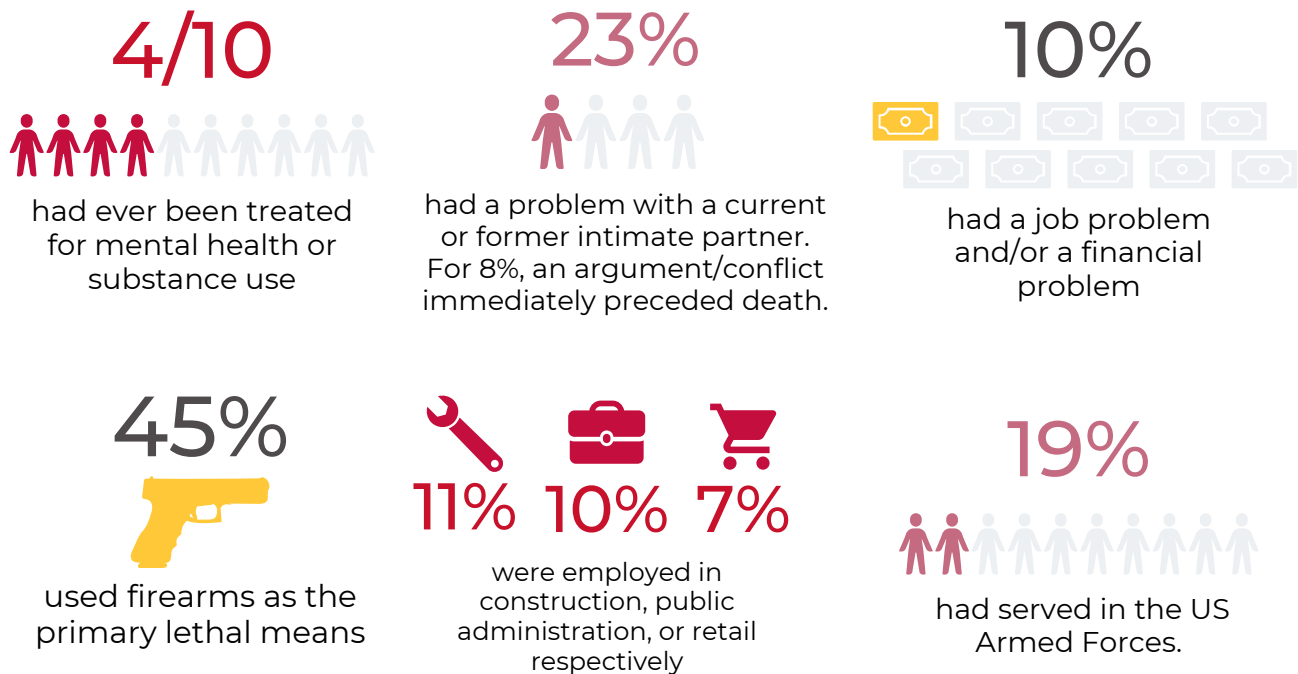 4/10
had ever been treated
for mental health or
substance use
23%
had a problem with a current
or former intimate partner.
For 8%, an argument/conflict
immediately preceded death.
10%
had a job problem
and/or a financial
problem
45%
used firearms as the
primary lethal means
11% 10% 7%
were employed in
construction, public
administration, or retail
respectively
19%
had served in the US
Armed Forces.